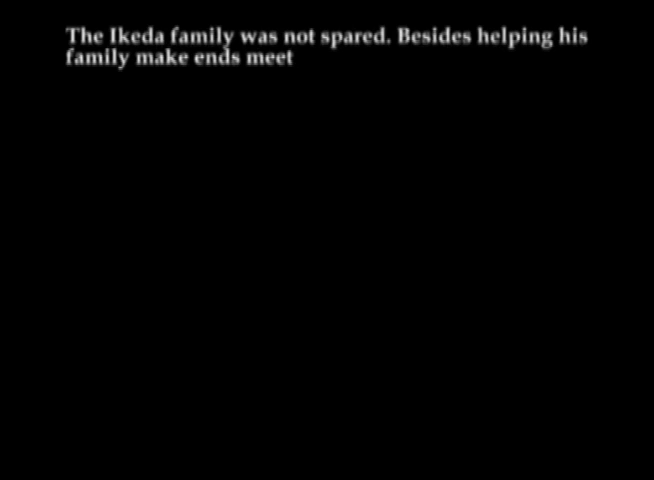 The Ikeda family was not spared. Besides helping his
family make ends meet